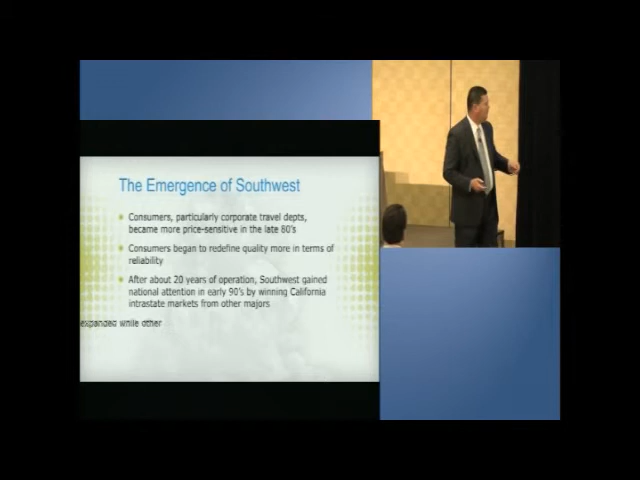 The Emergence of Southwest
Consumers, particularly corporate travel depts,
became more price-sensitive in the late 80's
Consumers began to redefine quality more in terms of
reliability
After about 20 years of operation, Southwest gained
national attention in early 90's by winning California
intrastate markets from other majors
expanded while other